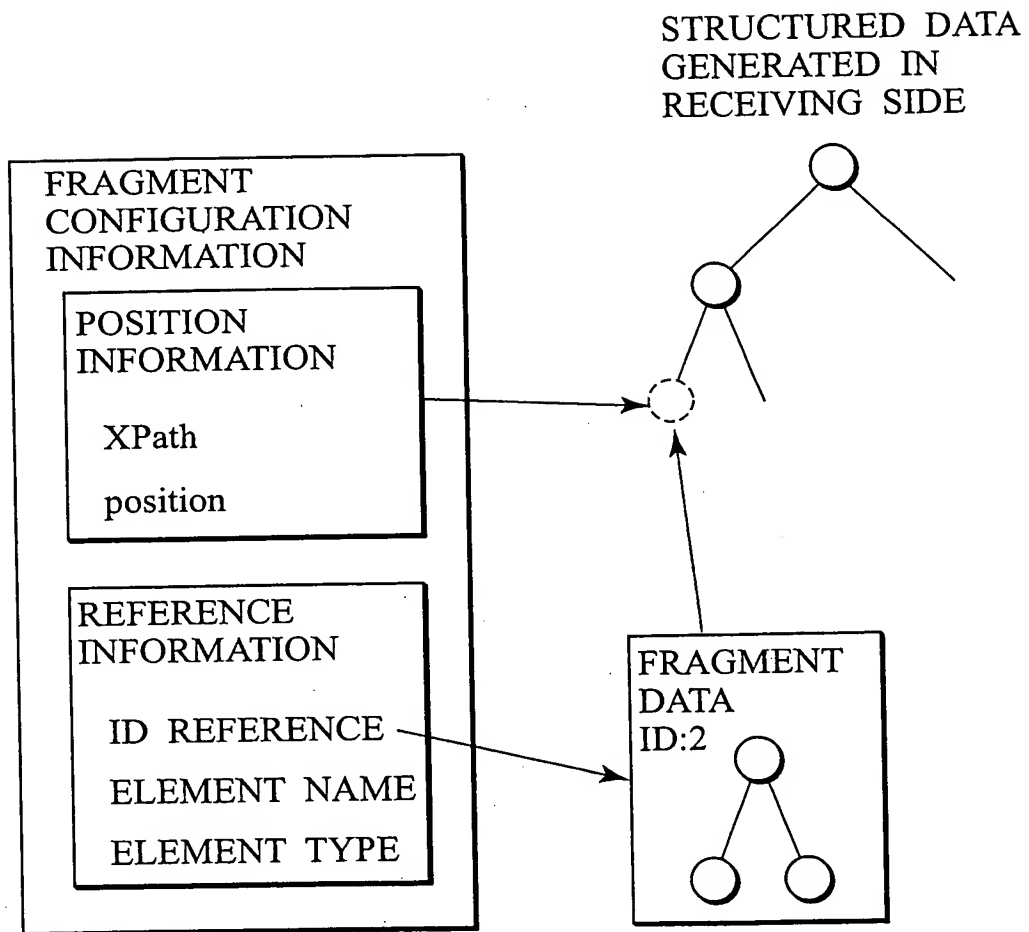 STRUCTURED DATA
GENERATED IN
RECEIVING SIDE
FRAGMENT
CONFIGURATION
INFORMATION
POSITION
INFORMATION
XPath
position
REFERENCE
INFORMATION
ID REFERENCE
ELEMENT NAME
ELEMENT TYPE
FRAGMENT
DATA
ID:2